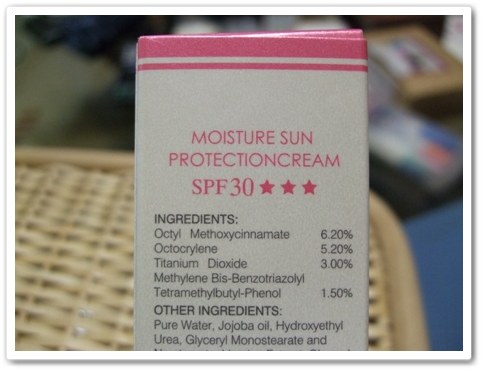 MOISTURE SUN
PROTECTIONCREAM
SPF30 ★★★
INGREDIENTS:
Octyl Methoxycinnamate 6.20%
Octocrylene 5.20%
Titanium Dioxide 3.00%
Methylene Bis-Benzotriazolyl
Tetramethylbutyl-Phenol 1.50%
OTHER INGREDIENTS:
Pure Water, Jojoba oil, Hydroxyethyl
Urea, Glyceryl Monostearate and